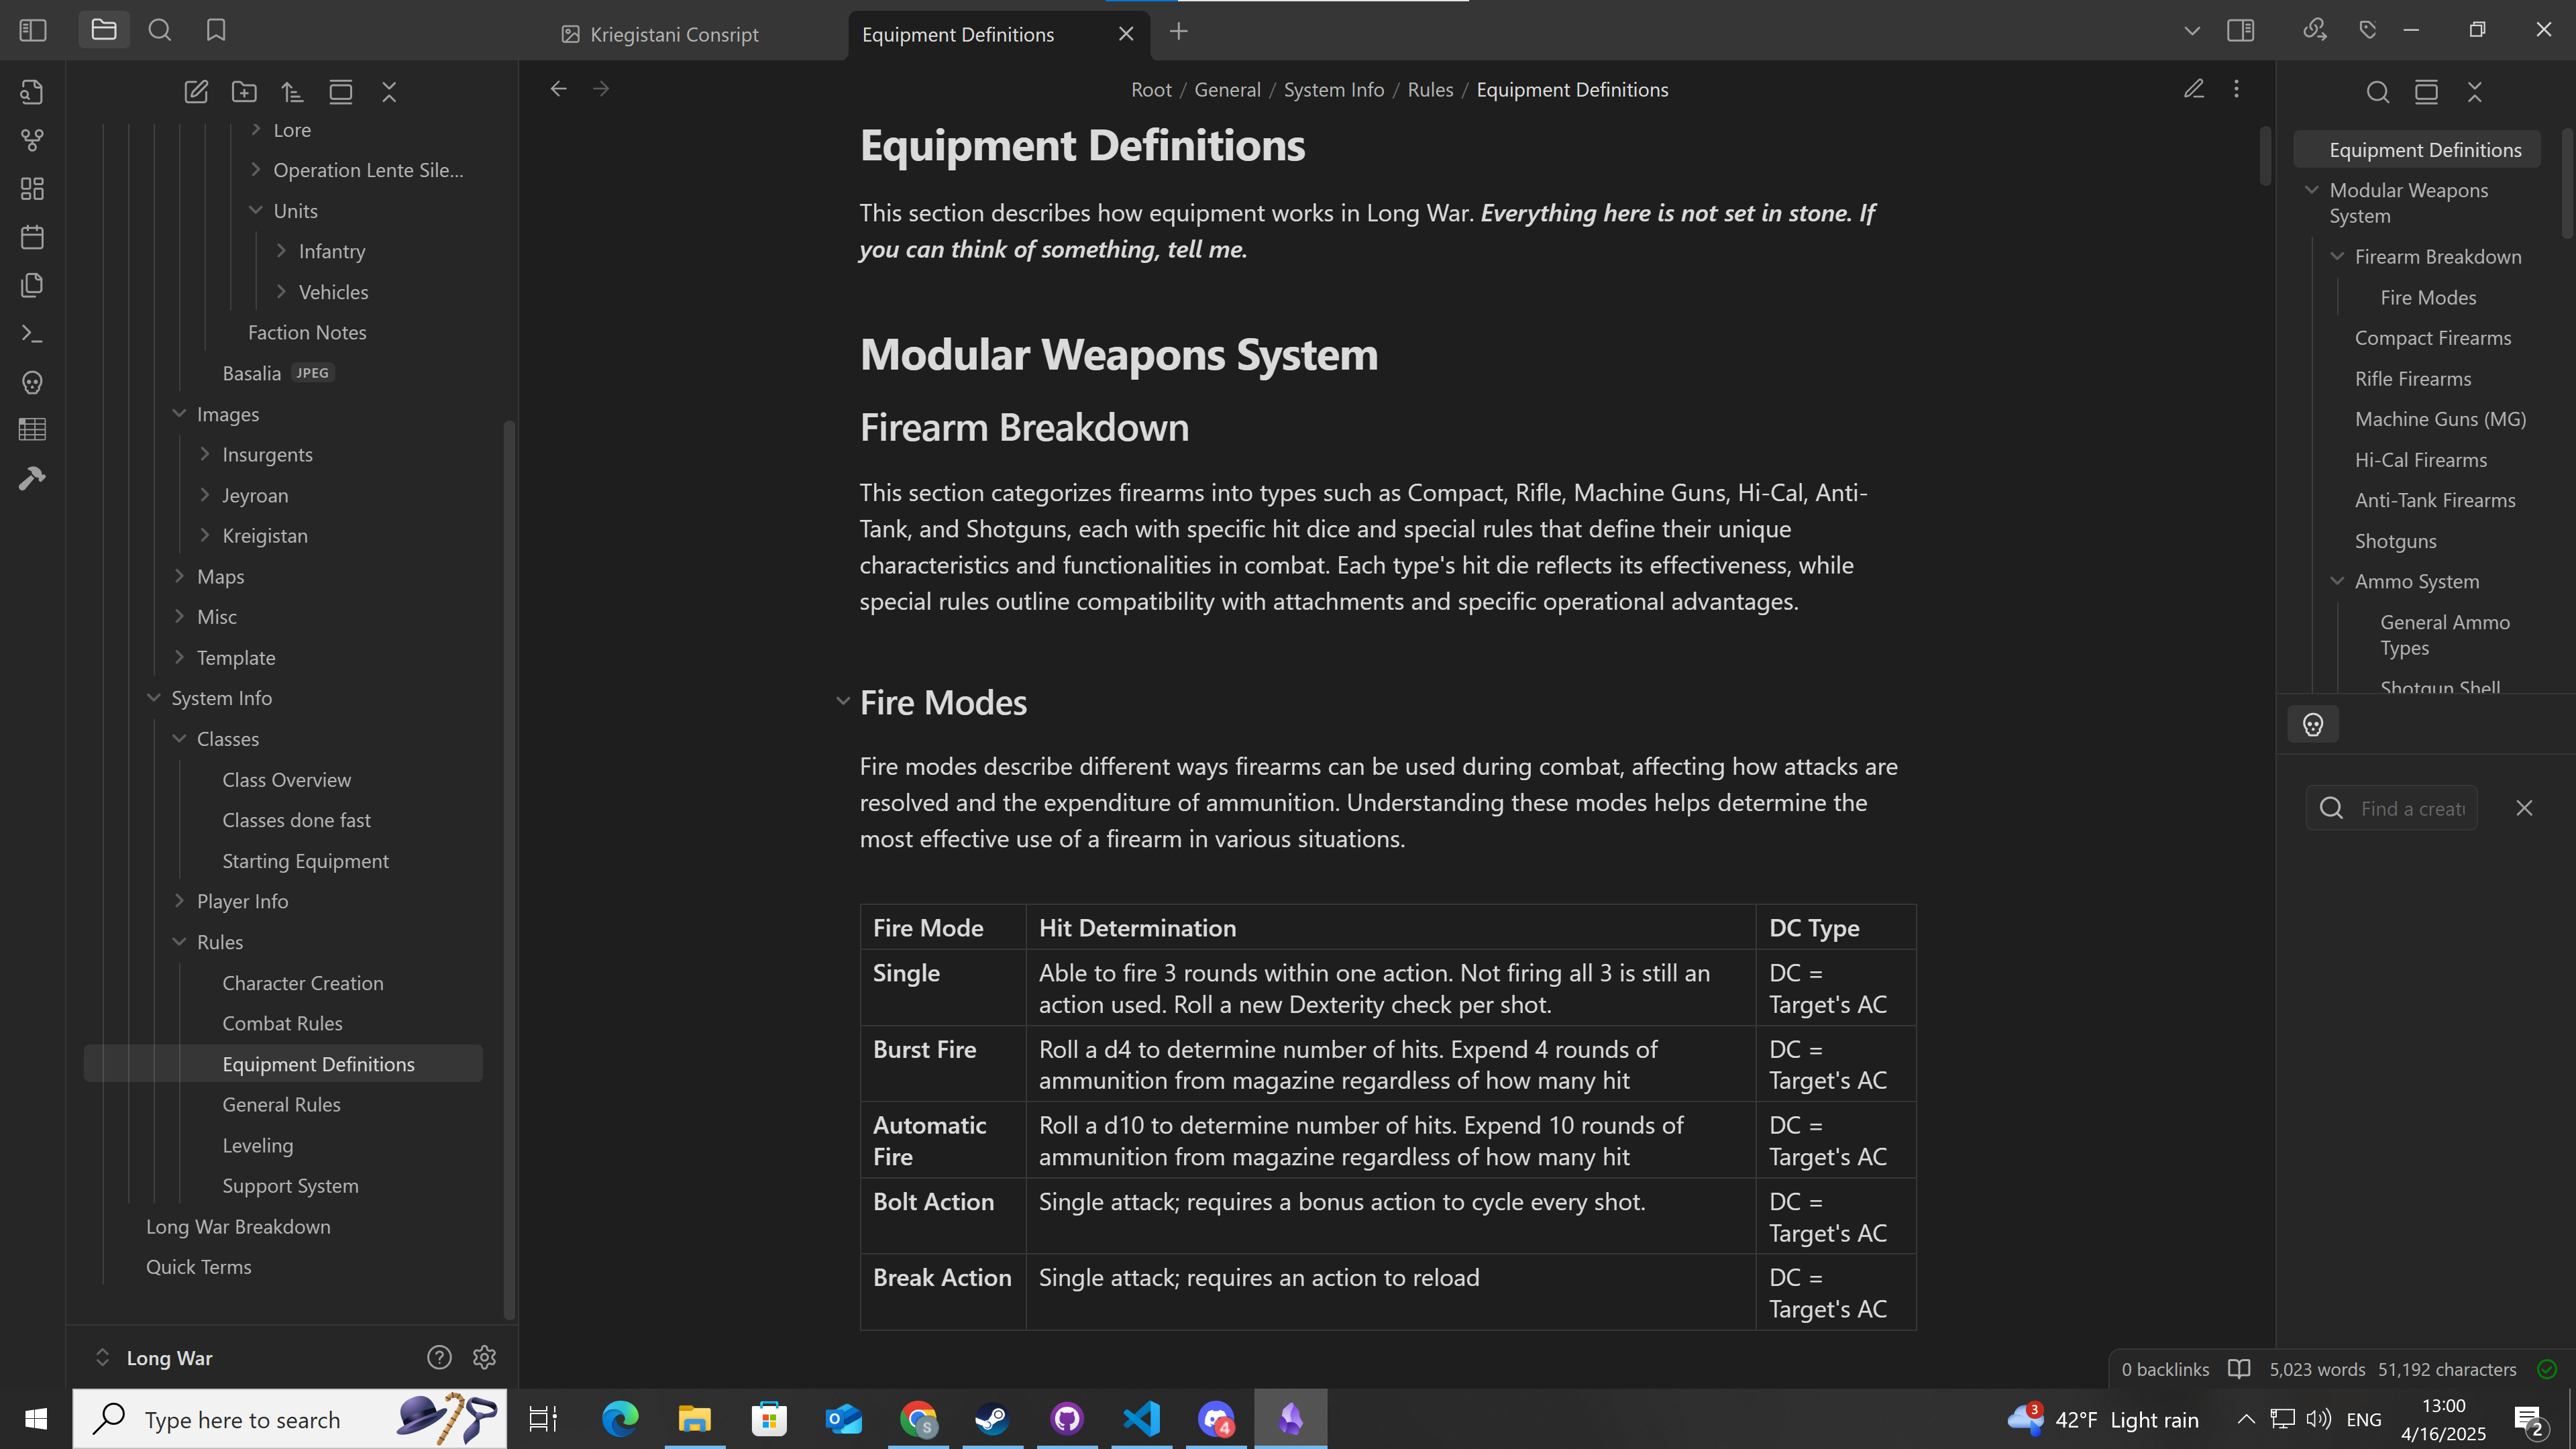 Kriegistani Consript
Equipment Definitions
Lore
Operation Lente Sile...
Units
Infantry
Vehicles
Faction Notes
Basalia JPEG
Images
Insurgents
Jeyroan
Kreigistan
Maps
Misc
Template
System Info
Classes
Class Overview
Classes done fast
Starting Equipment
Player Info
Rules
Character Creation
Combat Rules
Equipment Definitions
General Rules
Leveling
Support System
Long War Breakdown
Quick Terms
Long War
Root / General / System Info / Rules / Equipment Definitions
Equipment Definitions
This section describes how equipment works in Long War. Everything here is not set in stone. If
you can think of something, tell me.
Modular Weapons System
Firearm Breakdown
This section categorizes firearms into types such as Compact, Rifle, Machine Guns, Hi-Cal, Anti-
Tank, and Shotguns, each with specific hit dice and special rules that define their unique
characteristics and functionalities in combat. Each type's hit die reflects its effectiveness, while
special rules outline compatibility with attachments and specific operational advantages.
Fire Modes
Fire modes describe different ways firearms can be used during combat, affecting how attacks are
resolved and the expenditure of ammunition. Understanding these modes helps determine the
most effective use of a firearm in various situations.
Fire Mode Hit Determination DC Type
Single Able to fire 3 rounds within one action. Not firing all 3 is still an DC =
action used. Roll a new Dexterity check per shot. Target's AC
Burst Fire Roll a d4 to determine number of hits. Expend 4 rounds of DC =
ammunition from magazine regardless of how many hit Target's AC
Automatic Roll a d10 to determine number of hits. Expend 10 rounds of DC =
Fire ammunition from magazine regardless of how many hit Target's AC
Bolt Action Single attack; requires a bonus action to cycle every shot. DC =
Target's AC
Break Action Single attack; requires an action to reload DC =
Target's AC
Equipment Definitions
Modular Weapons
System
Firearm Breakdown
Fire Modes
Compact Firearms
Rifle Firearms
Machine Guns (MG)
Hi-Cal Firearms
Anti-Tank Firearms
Shotguns
Ammo System
General Ammo
Types
Shotgun Shell
Find a creat
0 backlinks 5,023 words 51,192 characters
Type here to search
S
4
3
42°F Light rain
ENG
13:00
4/16/2025
2